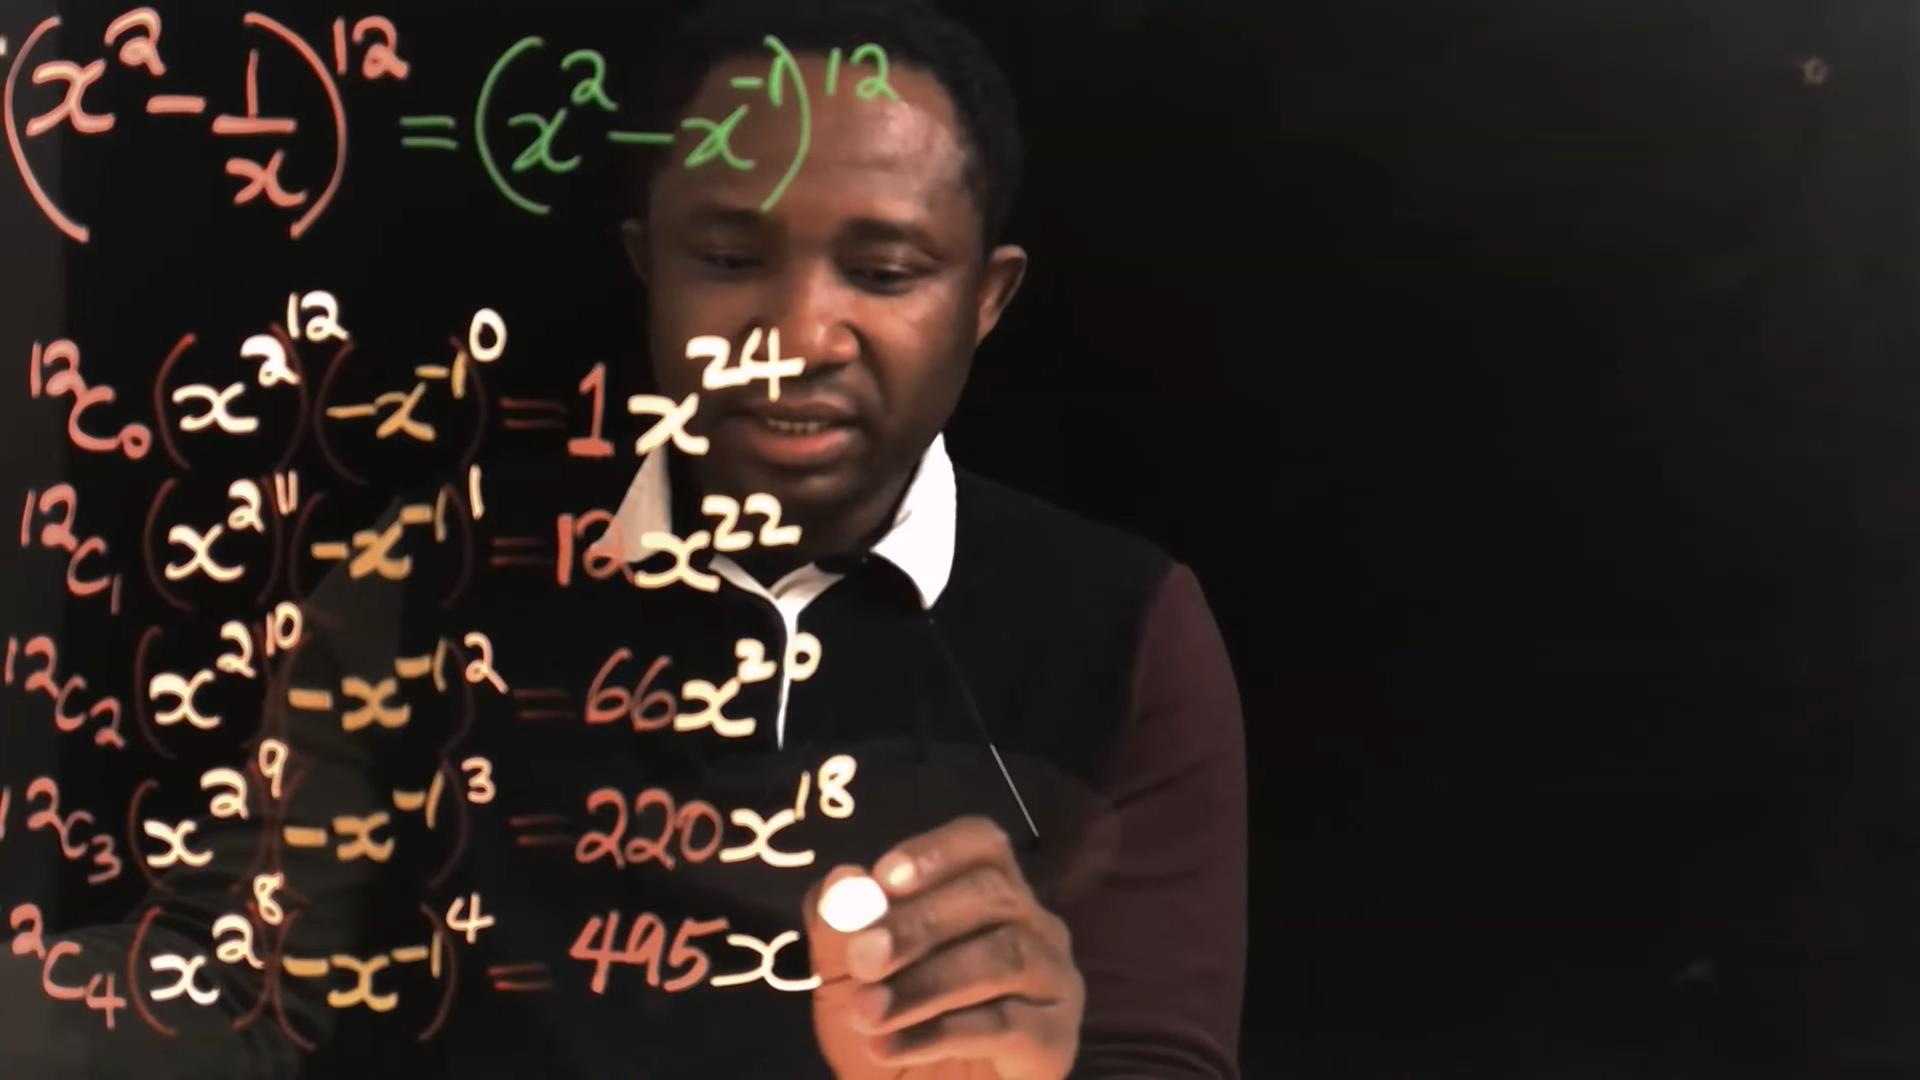 (x² - 1/x)¹² = (x² - x⁻¹)¹²
¹²C₀(x²)¹²(-x⁻¹)⁰ = 1x²⁴
¹²C₁(x²)¹¹(-x⁻¹)¹ = 12x²²
¹²C₂(x²)¹⁰(-x⁻¹)² = 66x²⁰
¹²C₃(x²)⁹(-x⁻¹)³ = 220x¹⁸
²C₄(x²)⁸(-x⁻¹)⁴ = 495x